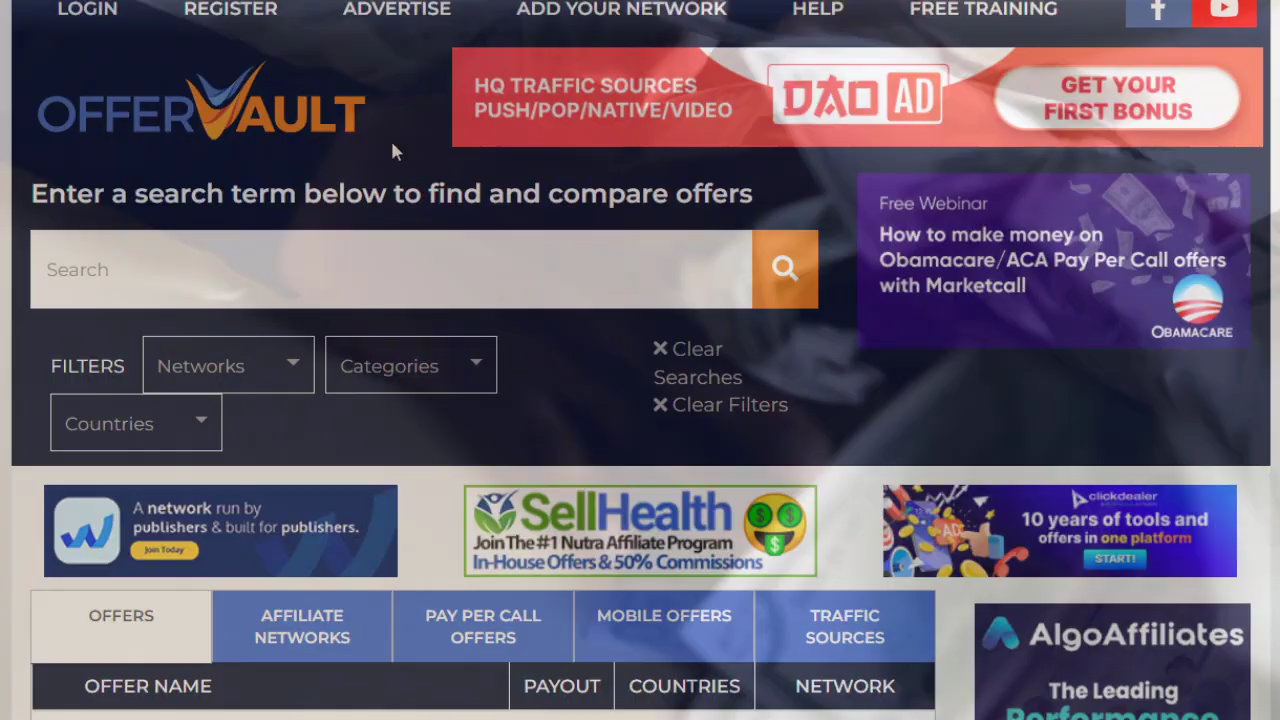 LOGIN
REGISTER
ADVERTISE
ADD YOUR NETWORK
HELP
FREE TRAINING
OFFERVAULT
HQ TRAFFIC SOURCES
PUSH/POP/NATIVE/VIDEO
DAO AD
GET YOUR
FIRST BONUS
Enter a search term below to find and compare offers
Search
Free Webinar
How to make money on
Obamacare/ACA Pay Per Call offers
with Marketcall
OBAMACARE
FILTERS
Networks
Categories
Countries
Clear
Searches
Clear Filters
A network run by
publishers & built for publishers.
Join Today
SellHealth
Join The #1 Nutra Affiliate Program
In-House Offers & 50% Commissions
clickdealer
10 years of tools and
offers in one platform
START!
AD
OFFERS
AFFILIATE
NETWORKS
PAY PER CALL
OFFERS
MOBILE OFFERS
TRAFFIC
SOURCES
OFFER NAME
PAYOUT
COUNTRIES
NETWORK
AlgoAffiliates
The Leading
Performance